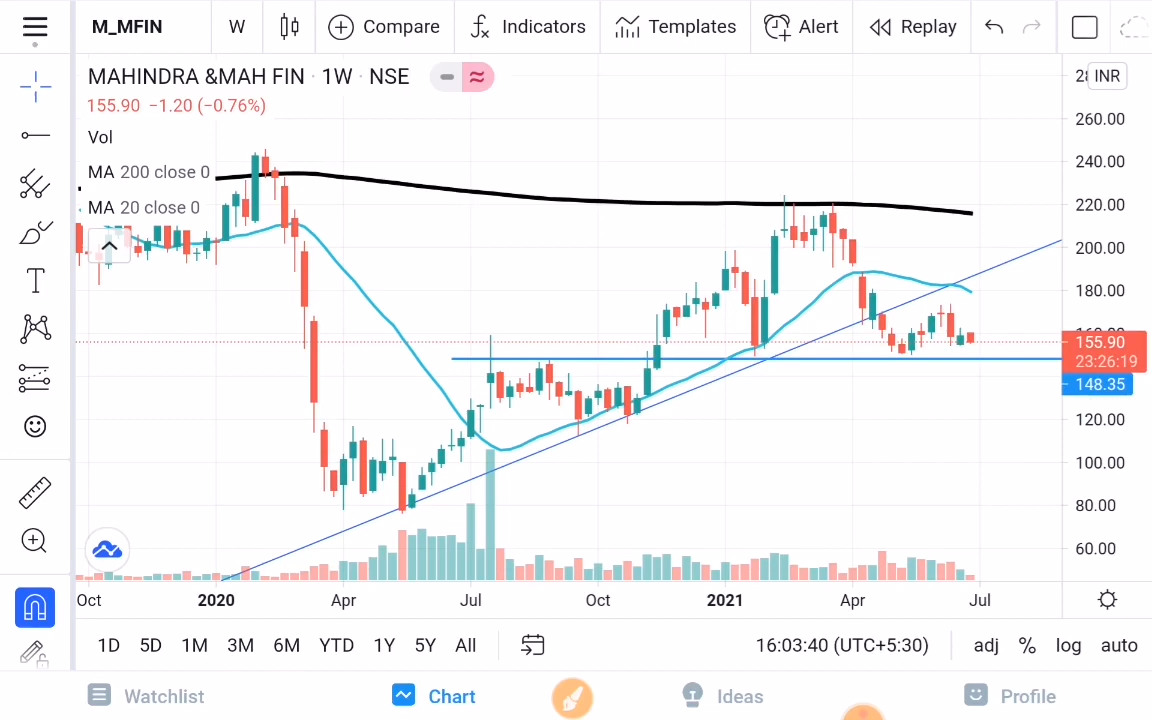 M_MFIN W Compare Indicators Templates Alert Replay
MAHINDRA &MAH FIN · 1W · NSE
INR
155.90 −1.20 (−0.76%)
Vol
MA 200 close 0
MA 20 close 0
260.00
240.00
220.00
200.00
180.00
160.00
155.90
23:26:19
148.35
120.00
100.00
80.00
60.00
Oct 2020 Apr Jul Oct 2021 Apr Jul
1D 5D 1M 3M 6M YTD 1Y 5Y All 16:03:40 (UTC+5:30) adj % log auto
Watchlist Chart Ideas Profile